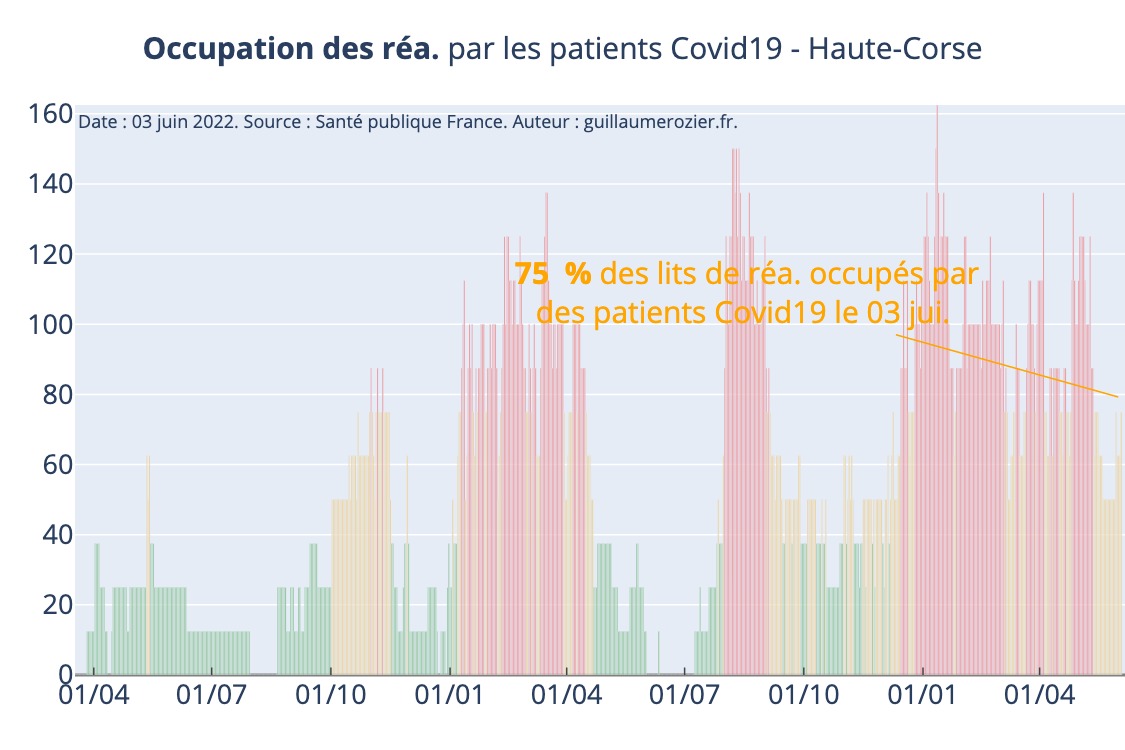 Occupation des réa. par les patients Covid19 - Haute-Corse
160
Date : 03 juin 2022. Source : Santé publique France. Auteur : guillaumerozier.fr.
140
120
75 % des lits de réa. occupés par
des patients Covid19 le 03 jui.
100
80
60
40
20
0
01/04 01/07 01/10 01/01 01/04 01/07 01/10 01/01 01/04